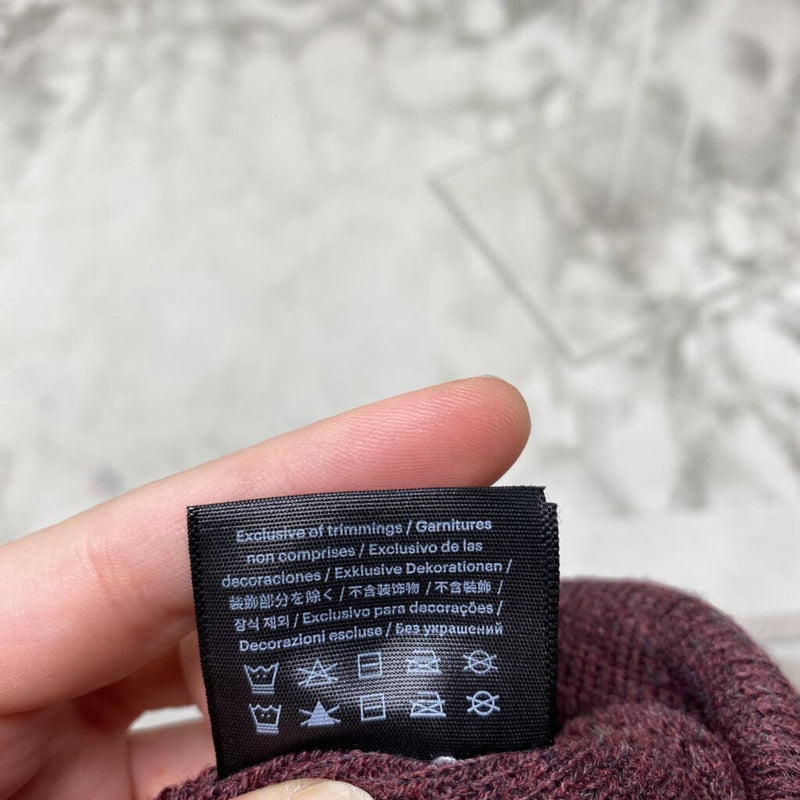 Exclusive of trimmings / Garnitures
non comprises / Exclusivo de las
decoraciones / Exklusive Dekorationen /
装飾部分を除く / 不含装饰物 / 不含裝飾 /
장식 제외 / Exclusivo para decorações /
Decorazioni escluse / Без украшений